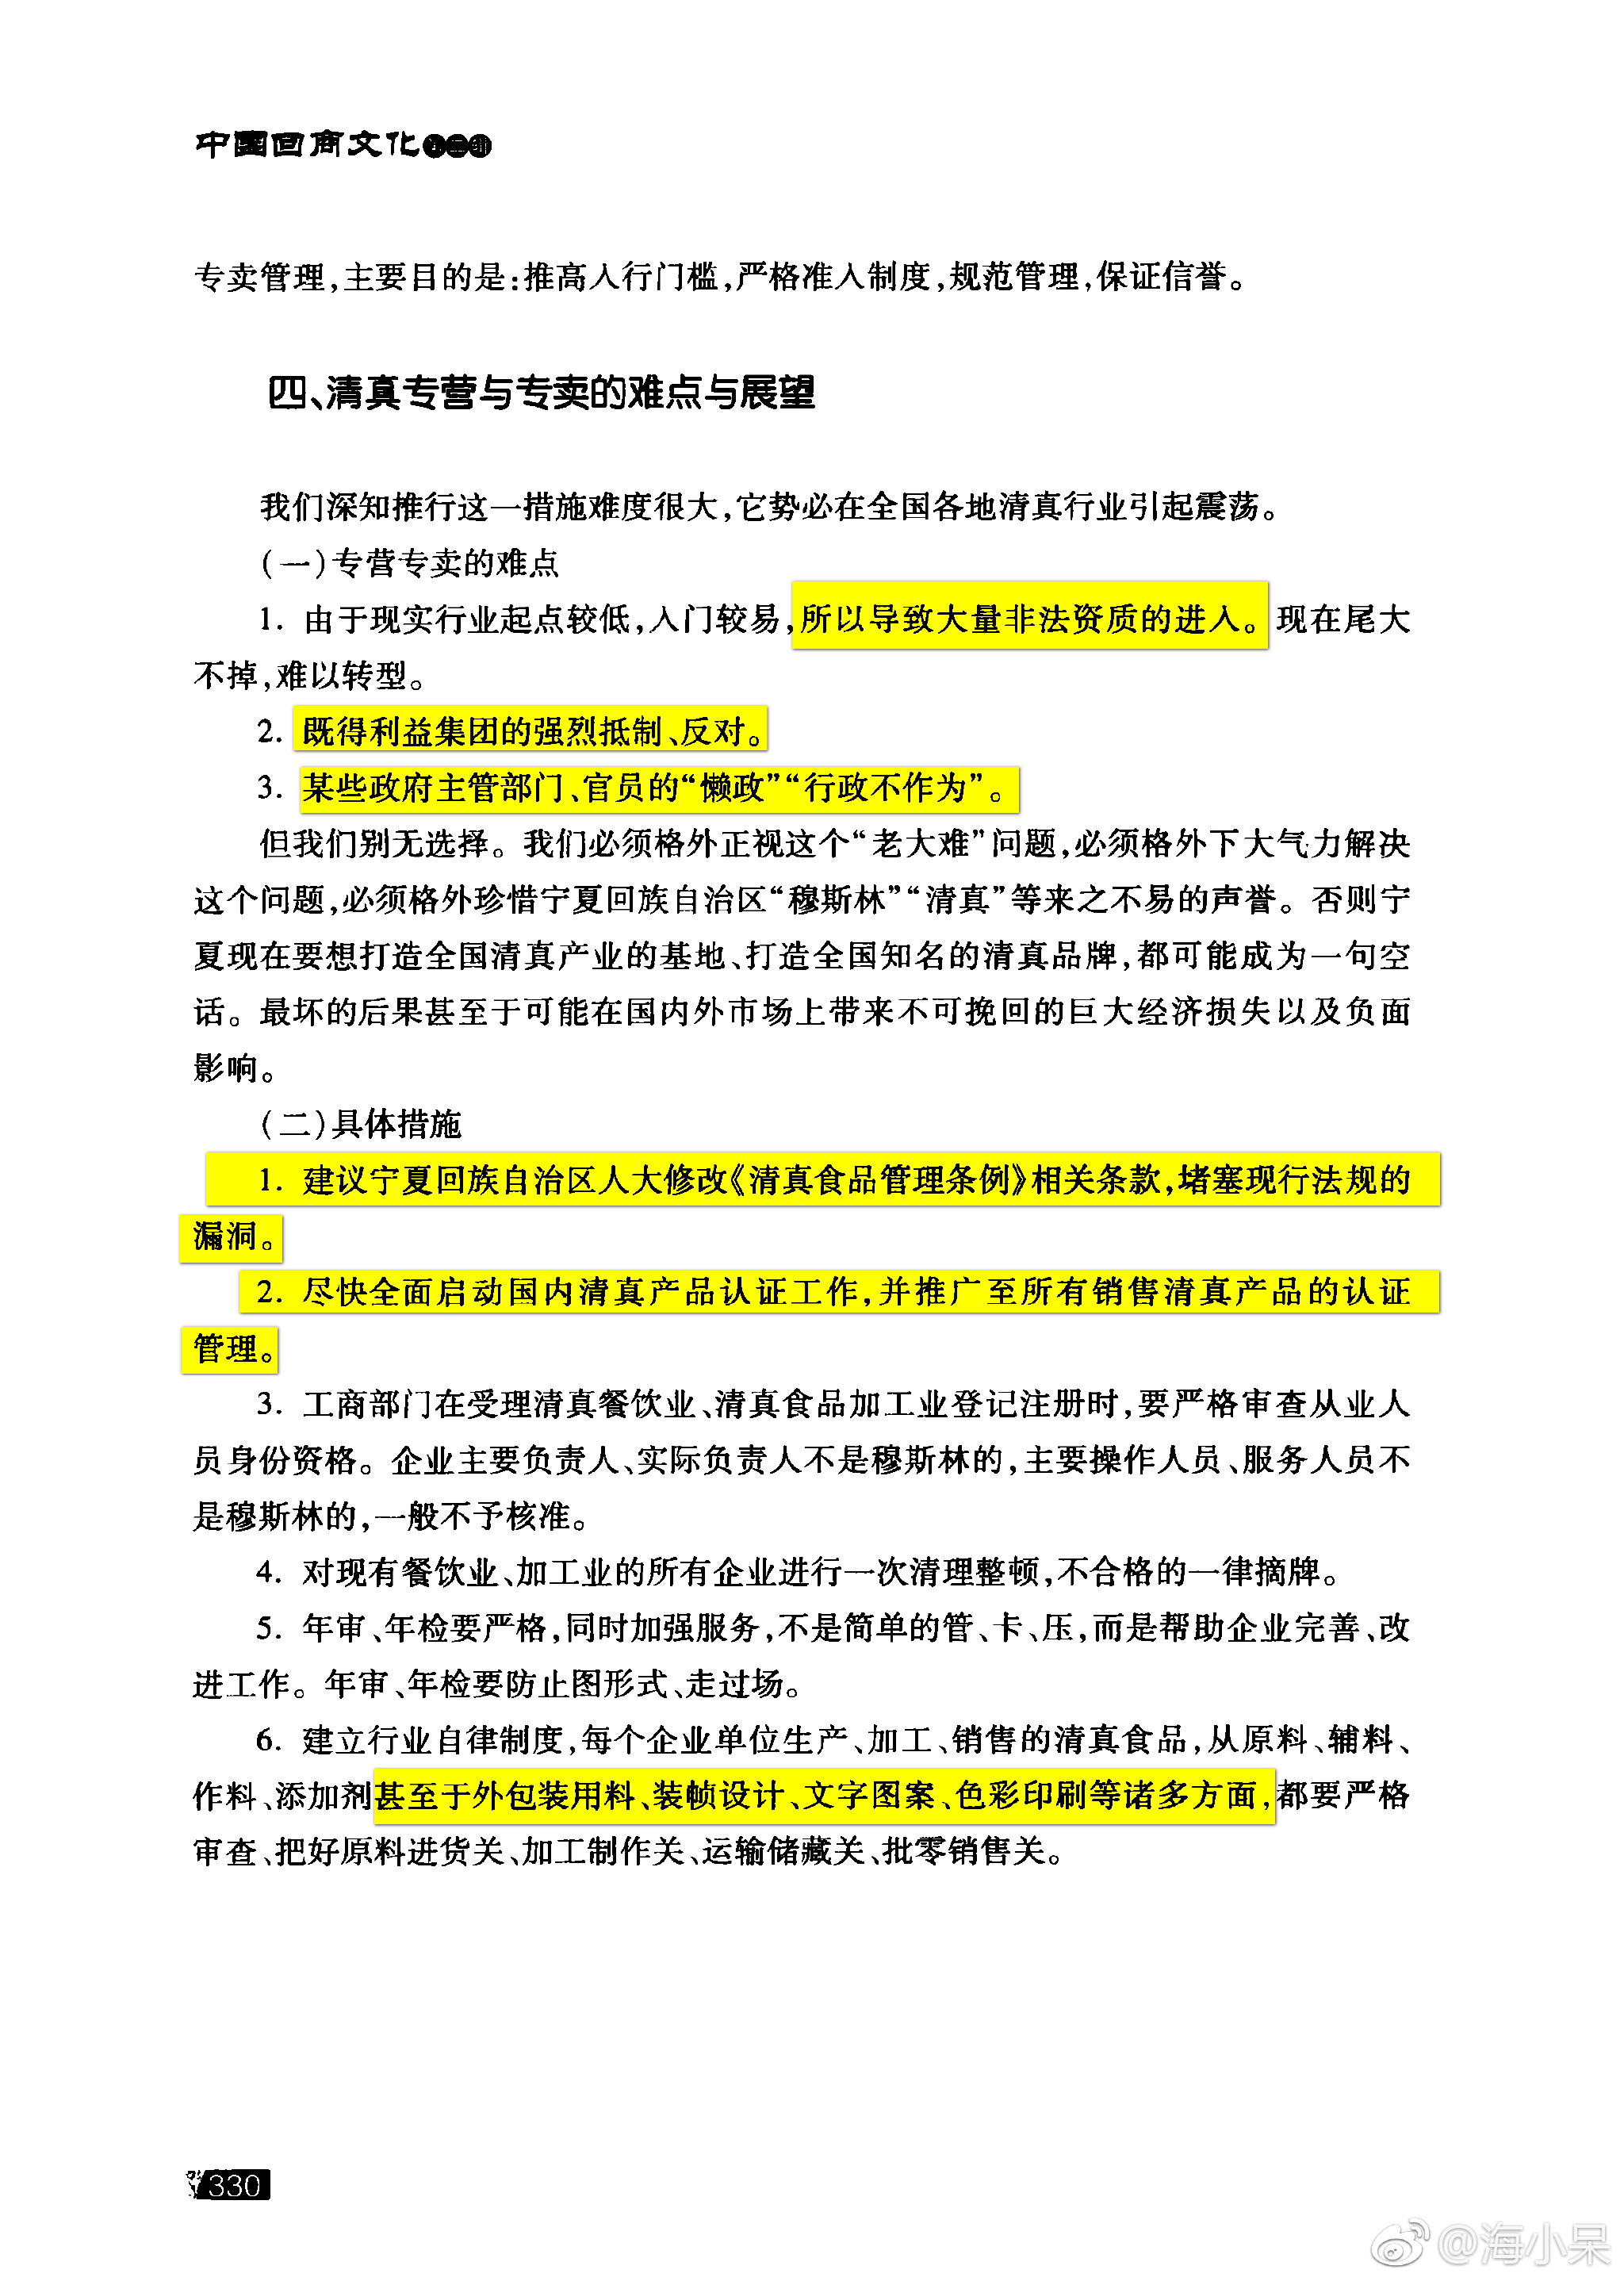 中國回商文化
专卖管理,主要目的是:推高入行门槛,严格准入制度,规范管理,保证信誉。
四、清真专营与专卖的难点与展望
我们深知推行这一措施难度很大,它势必在全国各地清真行业引起震荡。
(一)专营专卖的难点
1. 由于现实行业起点较低,入门较易,所以导致大量非法资质的进入。现在尾大
不掉,难以转型。
2. 既得利益集团的强烈抵制、反对。
3. 某些政府主管部门、官员的“懒政”“行政不作为”。
但我们别无选择。我们必须格外正视这个“老大难”问题,必须格外下大气力解决
这个问题,必须格外珍惜宁夏回族自治区“穆斯林”“清真”等来之不易的声誉。否则宁
夏现在要想打造全国清真产业的基地、打造全国知名的清真品牌,都可能成为一句空
话。最坏的后果甚至于可能在国内外市场上带来不可挽回的巨大经济损失以及负面
影响。
(二)具体措施
1. 建议宁夏回族自治区人大修改《清真食品管理条例》相关条款,堵塞现行法规的
漏洞。
2. 尽快全面启动国内清真产品认证工作,并推广至所有销售清真产品的认证
管理。
3. 工商部门在受理清真餐饮业、清真食品加工业登记注册时,要严格审查从业人
员身份资格。企业主要负责人、实际负责人不是穆斯林的,主要操作人员、服务人员不
是穆斯林的,一般不予核准。
4. 对现有餐饮业、加工业的所有企业进行一次清理整顿,不合格的一律摘牌。
5. 年审、年检要严格,同时加强服务,不是简单的管、卡、压,而是帮助企业完善、改
进工作。年审、年检要防止图形式、走过场。
6. 建立行业自律制度,每个企业单位生产、加工、销售的清真食品,从原料、辅料、
作料、添加剂甚至于外包装用料、装帧设计、文字图案、色彩印刷等诸多方面,都要严格
审查、把好原料进货关、加工制作关、运输储藏关、批零销售关。
330
@海小呆